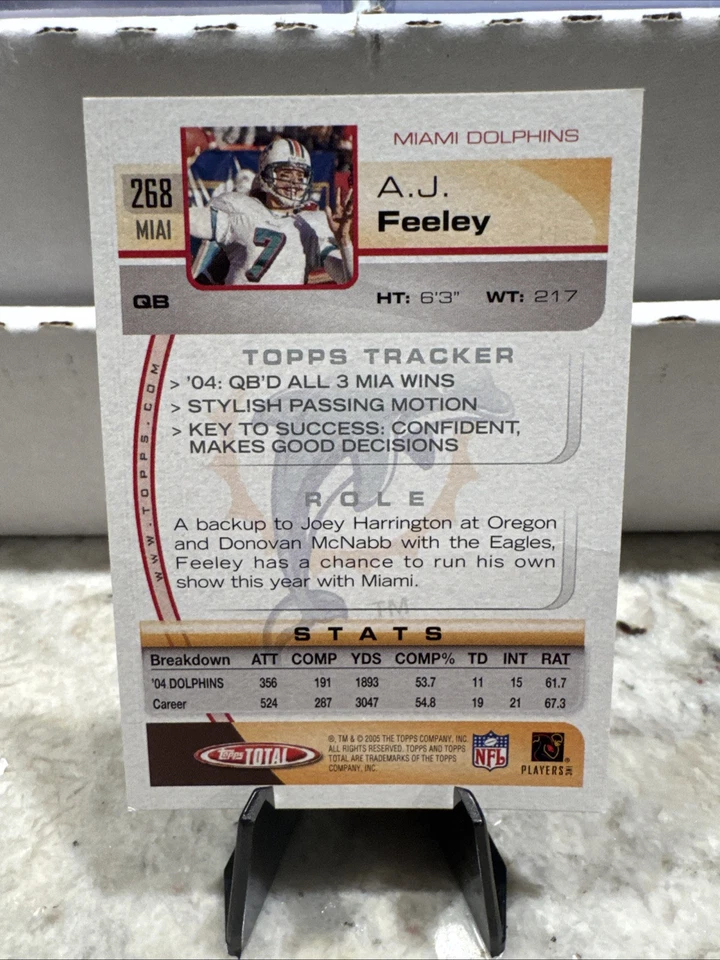 MIAMI DOLPHINS
268
MIAI
7
A.J.
Feeley
QB
HT: 6'3" WT: 217
WWW.TOPPS.COM
TOPPS TRACKER
> '04: QB'D ALL 3 MIA WINS
> STYLISH PASSING MOTION
> KEY TO SUCCESS: CONFIDENT,
MAKES GOOD DECISIONS
ROLE
A backup to Joey Harrington at Oregon
and Donovan McNabb with the Eagles,
Feeley has a chance to run his own
show this year with Miami.
TM
STATS
Breakdown ATT COMP YDS COMP% TD INT RAT
'04 DOLPHINS 356 191 1893 53.7 11 15 61.7
Career 524 287 3047 54.8 19 21 67.3
Topps TOTAL
®, TM & © 2005 THE TOPPS COMPANY, INC.
ALL RIGHTS RESERVED. TOPPS AND TOPPS
TOTAL ARE TRADEMARKS OF THE TOPPS
COMPANY, INC.
NFL
PLAYERS INC